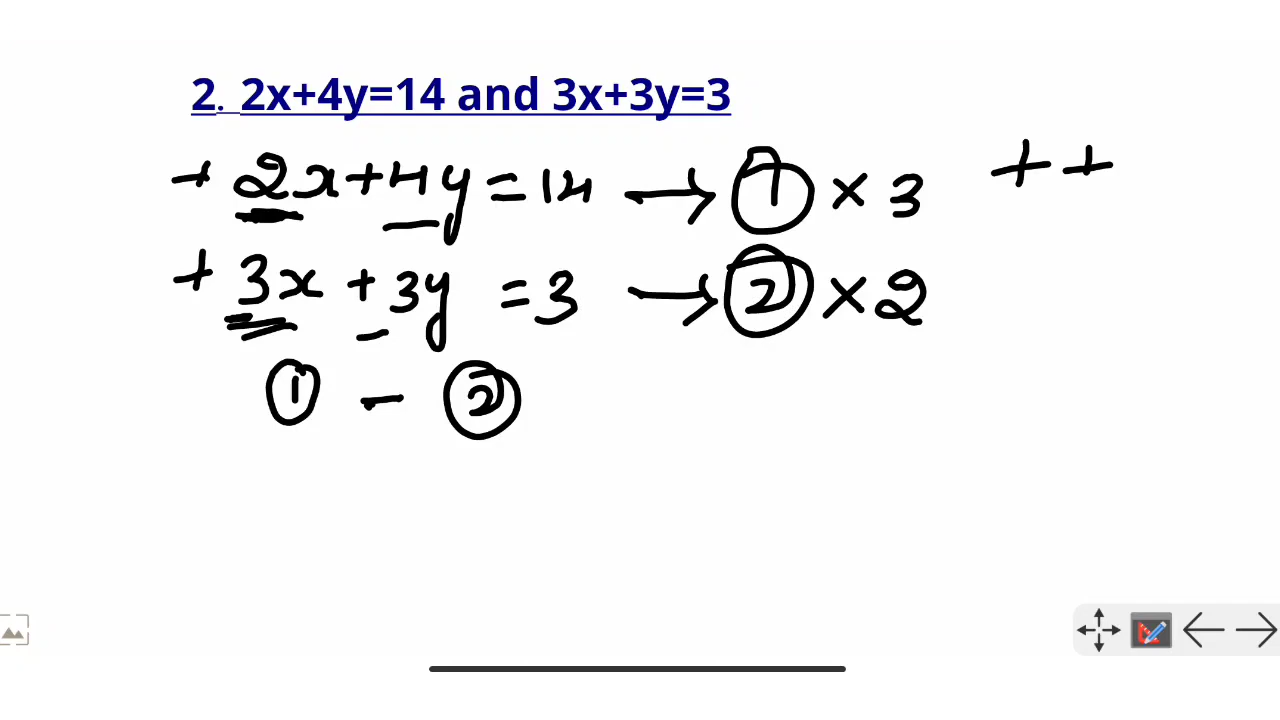 2. 2x+4y=14 and 3x+3y=3
+ 2x+4y=14 → ① × 3 + +
+ 3x+3y=3 → ② × 2
① - ②